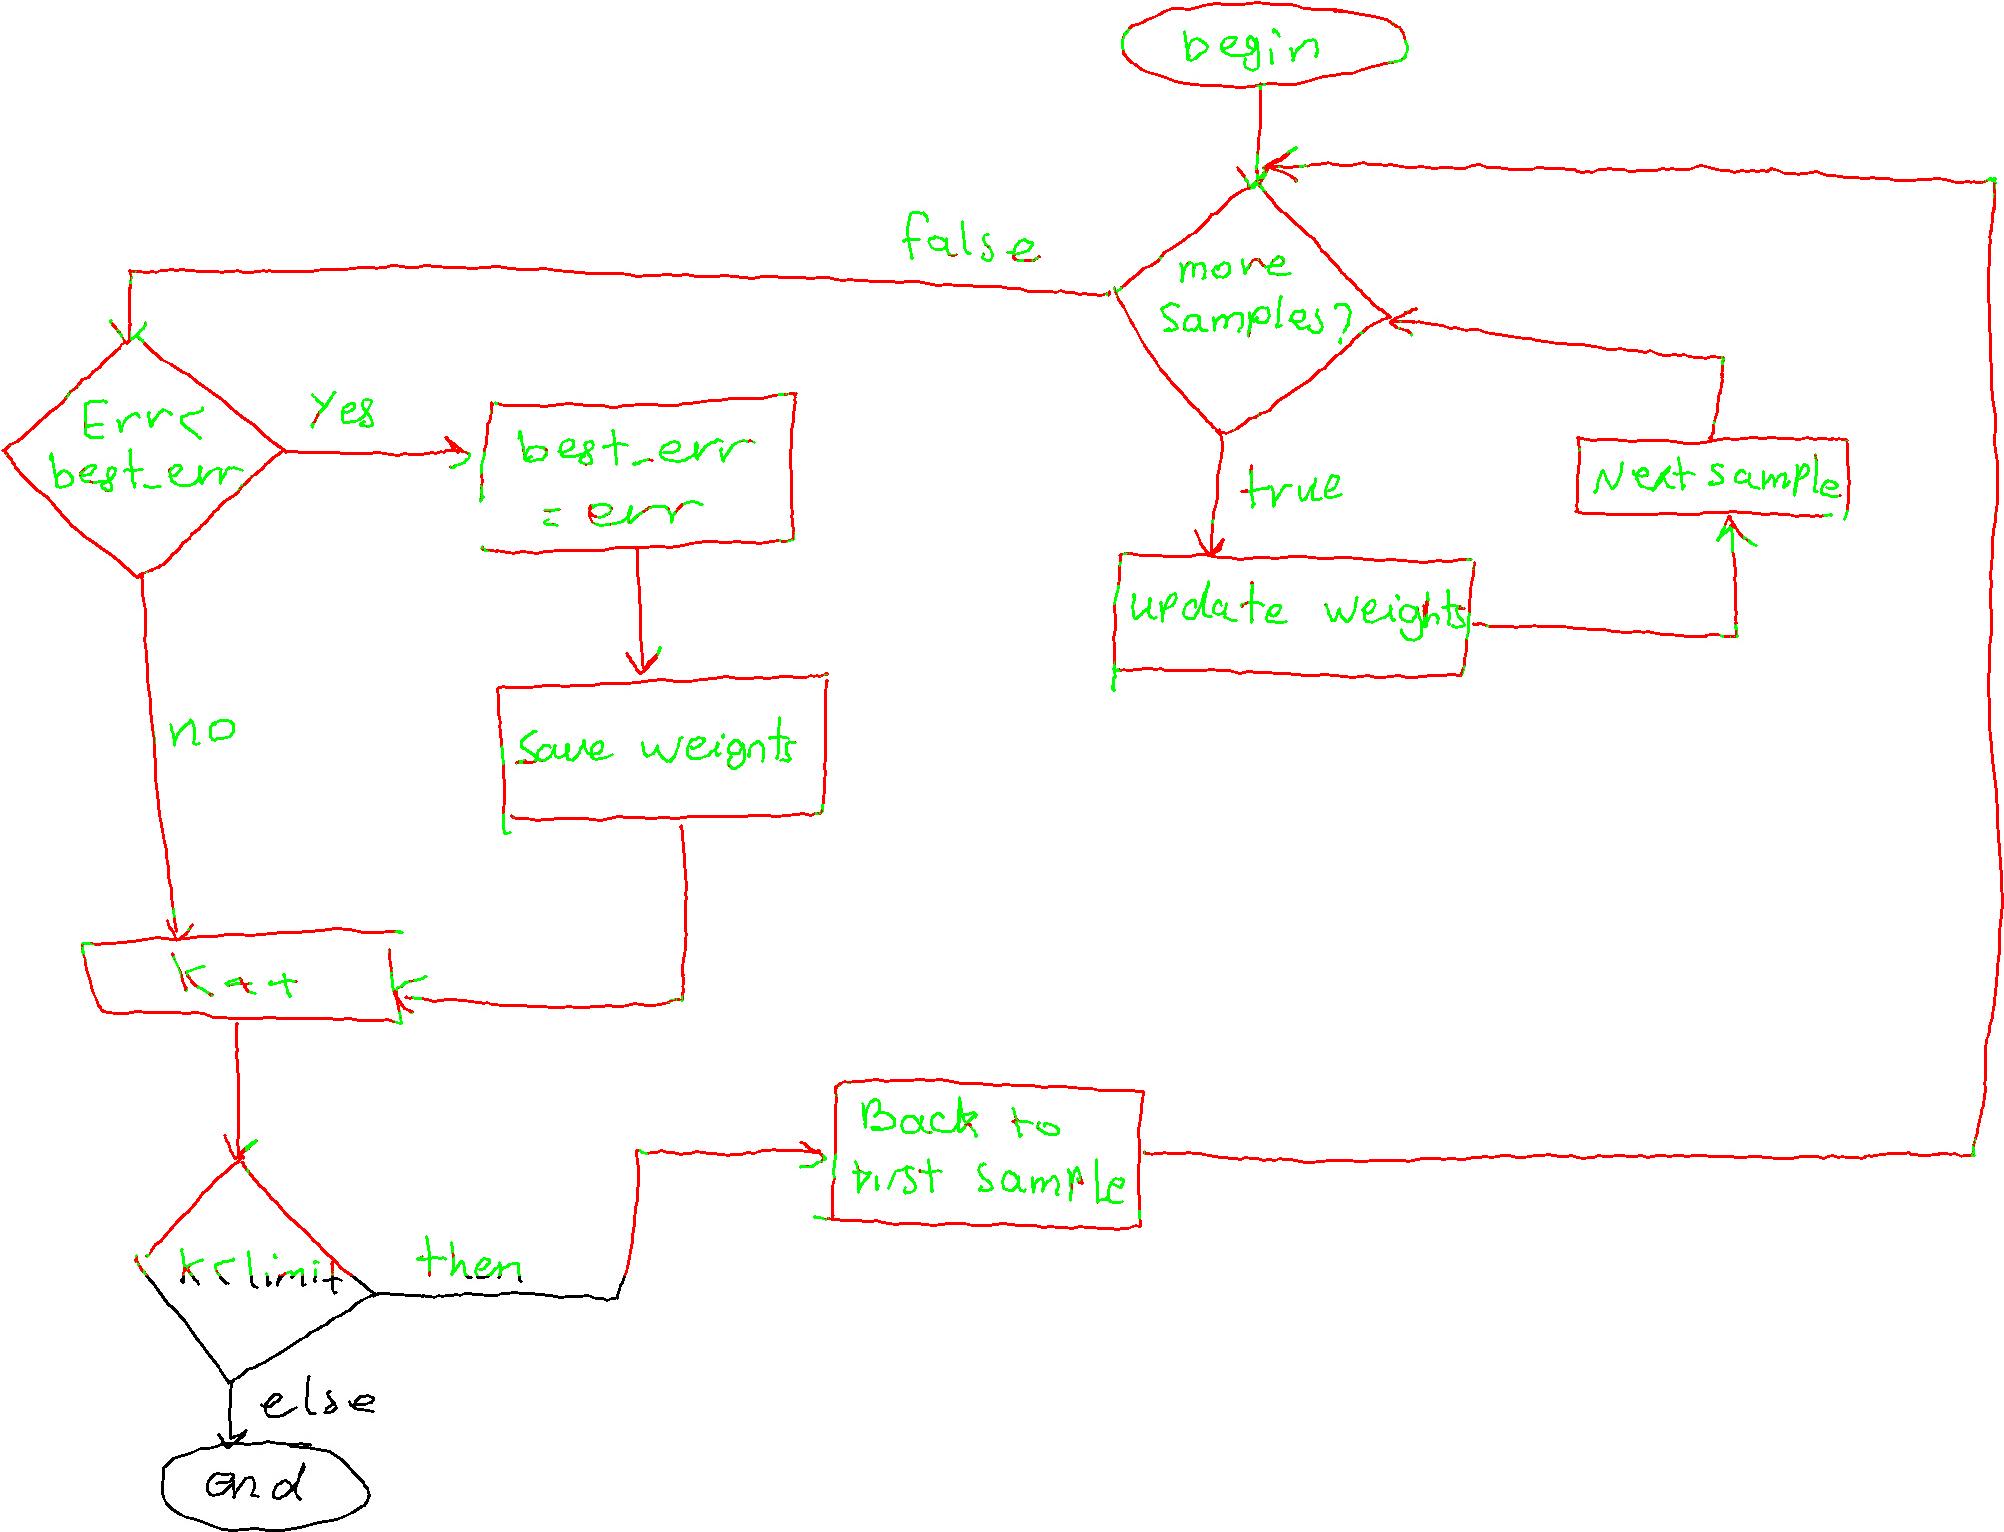 begin
false
more
samples?
Err<
best_err
yes
best_err
= err
true
Next sample
update weights
no
save weights
K++
Back to
first sample
K<limit
then
else
end